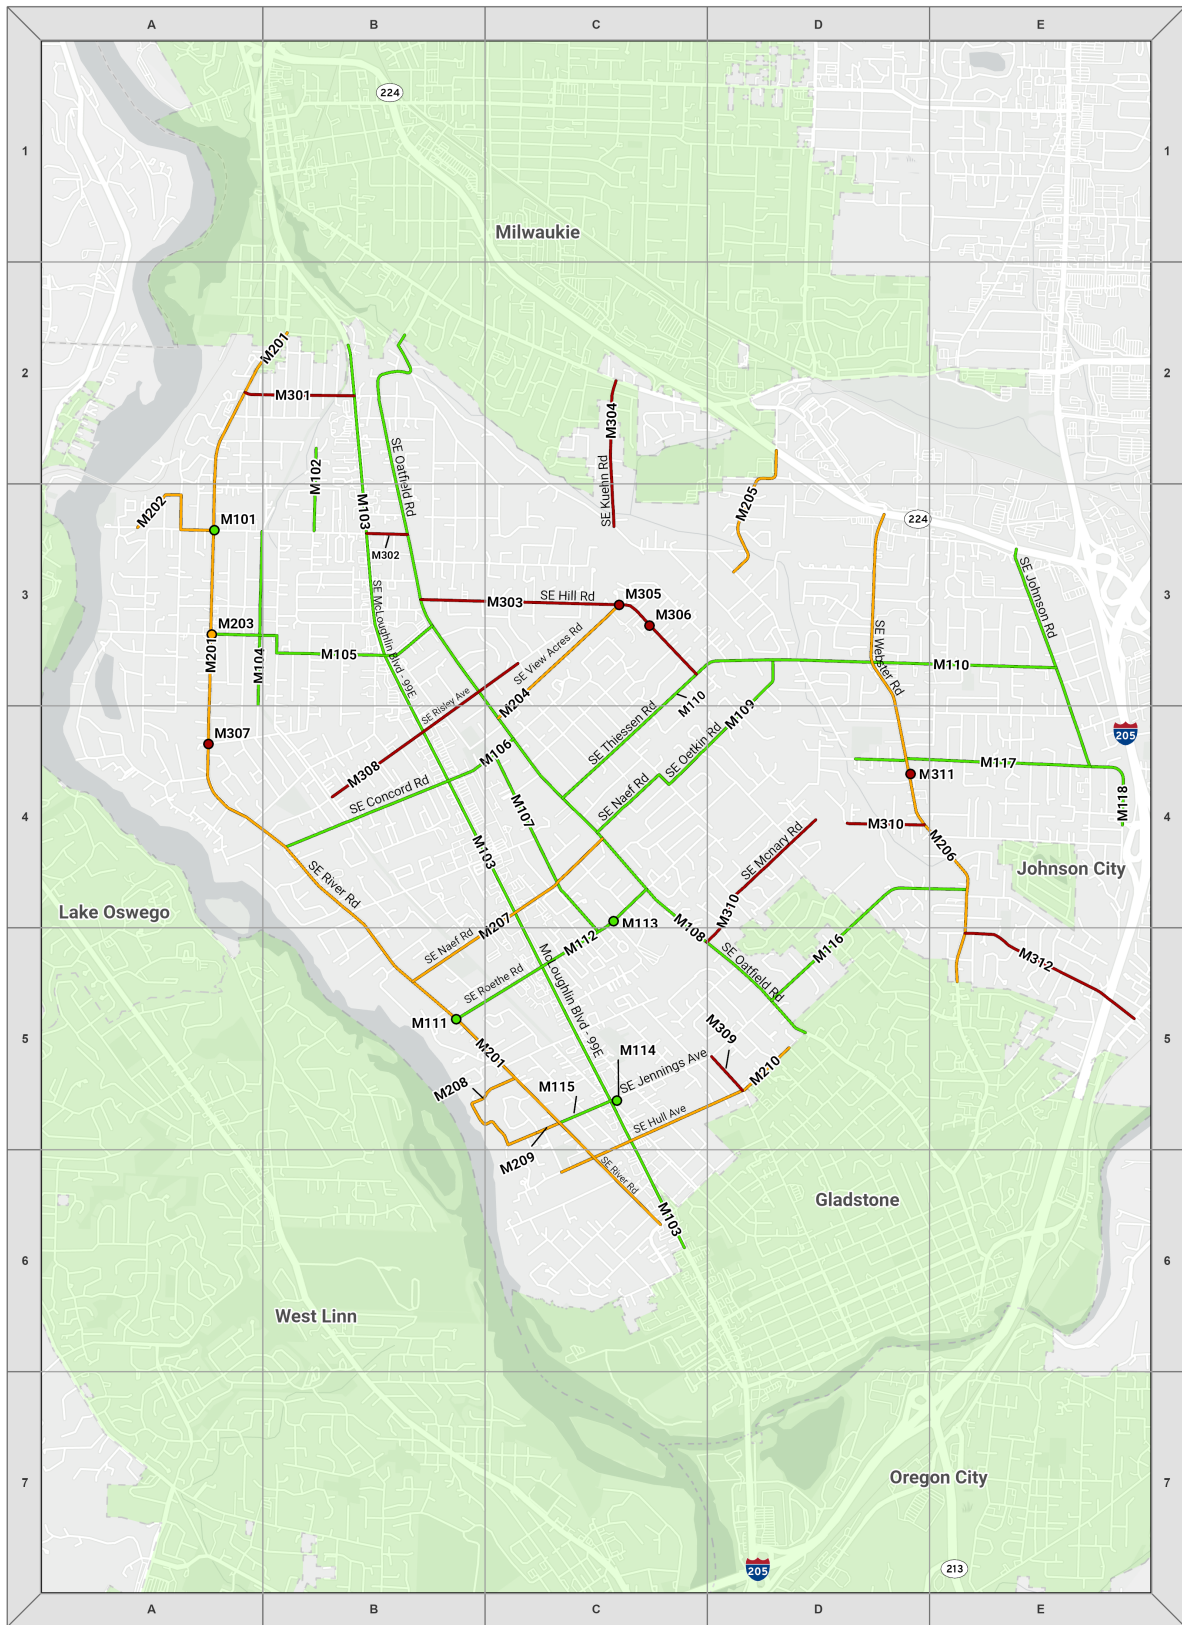 A B C D E
224
1 1
Milwaukie
M201
2 2
M301
M304
SE Oatfield Rd
M102
SE Kuehn Rd
M103
M205
M202
M101
224
M302
SE Johnson Rd
3 3
M303
SE Hill Rd
M305
M306
SE McLoughlin Blvd - 99E
M203
M201
M104
M105
SE View Acres Rd
SE Webster Rd
M110
SE Risley Ave
M204
M110
M109
SE Thiessen Rd
M307
205
M106
SE Oetkin Rd
M308
M117
M311
SE Concord Rd
SE Naef Rd
M107
M118
4 4
M310
SE Mcnary Rd
M206
M103
Johnson City
SE River Rd
M310
Lake Oswego
M207
M113
M108
SE Naef Rd
M112
M116
SE Oatfield Rd
M312
SE Roethe Rd
McLoughlin Blvd - 99E
M111
M309
5 5
M201
M114
SE Jennings Ave
M210
M208
M115
SE Hull Ave
M209
SE River Rd
Gladstone
M103
6 6
West Linn
Oregon City
7 7
205
213
A B C D E